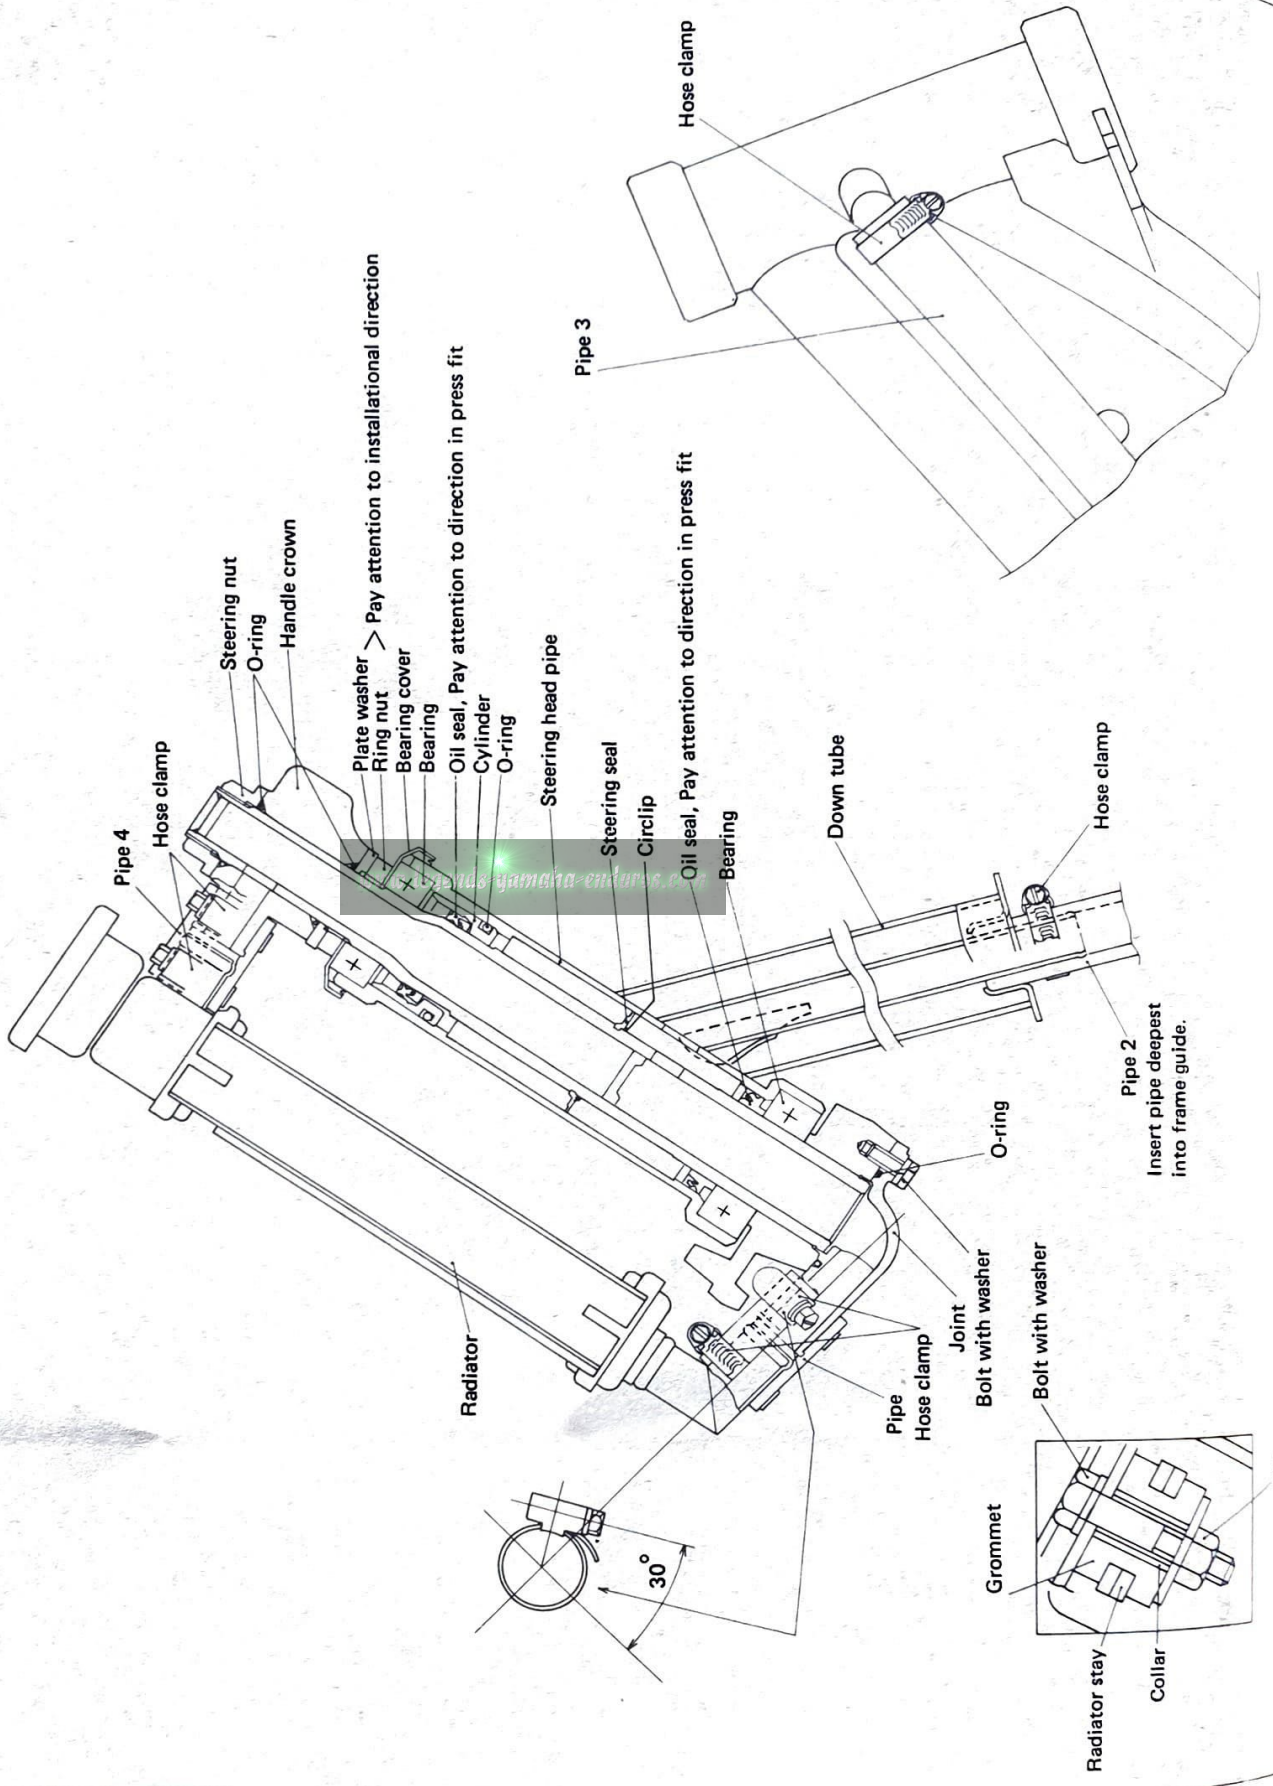 Pipe 4
Hose clamp
Steering nut
O-ring
Handle crown
Plate washer
Ring nut > Pay attention to installational direction
Bearing cover
Bearing
Oil seal, Pay attention to direction in press fit
Cylinder
O-ring
Steering head pipe
Steering seal
Circlip
Oil seal, Pay attention to direction in press fit
Bearing
Down tube
Hose clamp
Pipe 3
Hose clamp
Radiator
30°
Pipe
Hose clamp
Joint
Bolt with washer
O-ring
Pipe 2
Insert pipe deepest
into frame guide.
Bolt with washer
Grommet
Radiator stay
Collar